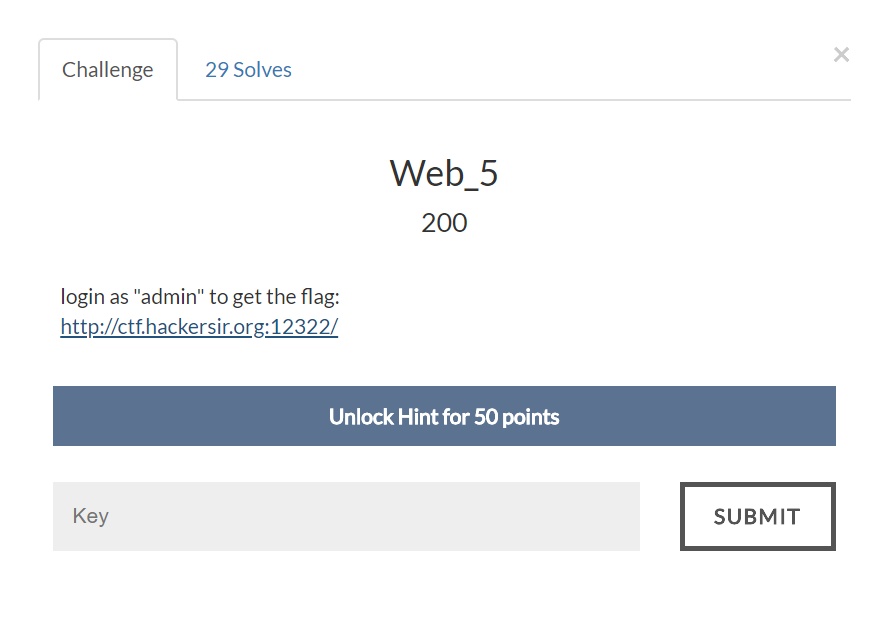 Challenge
29 Solves
×
Web_5
200
login as "admin" to get the flag:
http://ctf.hackersir.org:12322/
Unlock Hint for 50 points
Key
SUBMIT